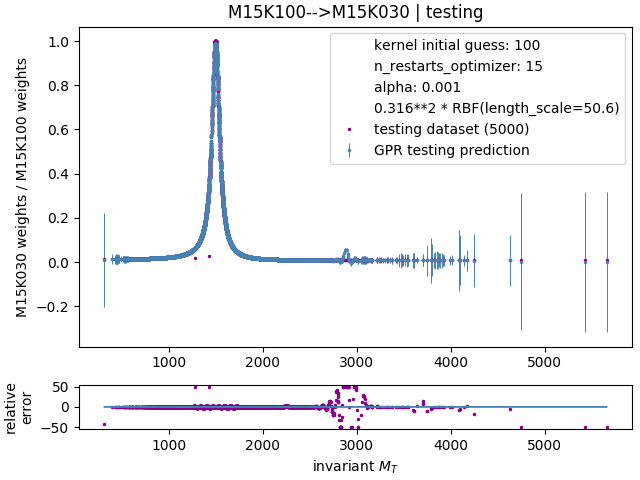 M15K100-->M15K030 | testing
M15K030 weights / M15K100 weights
1.0
0.8
0.6
0.4
0.2
0.0
−0.2
kernel initial guess: 100
n_restarts_optimizer: 15
alpha: 0.001
0.316**2 * RBF(length_scale=50.6)
testing dataset (5000)
GPR testing prediction
1000 2000 3000 4000 5000
relative
error
50
0
−50
1000 2000 3000 4000 5000
invariant M_T